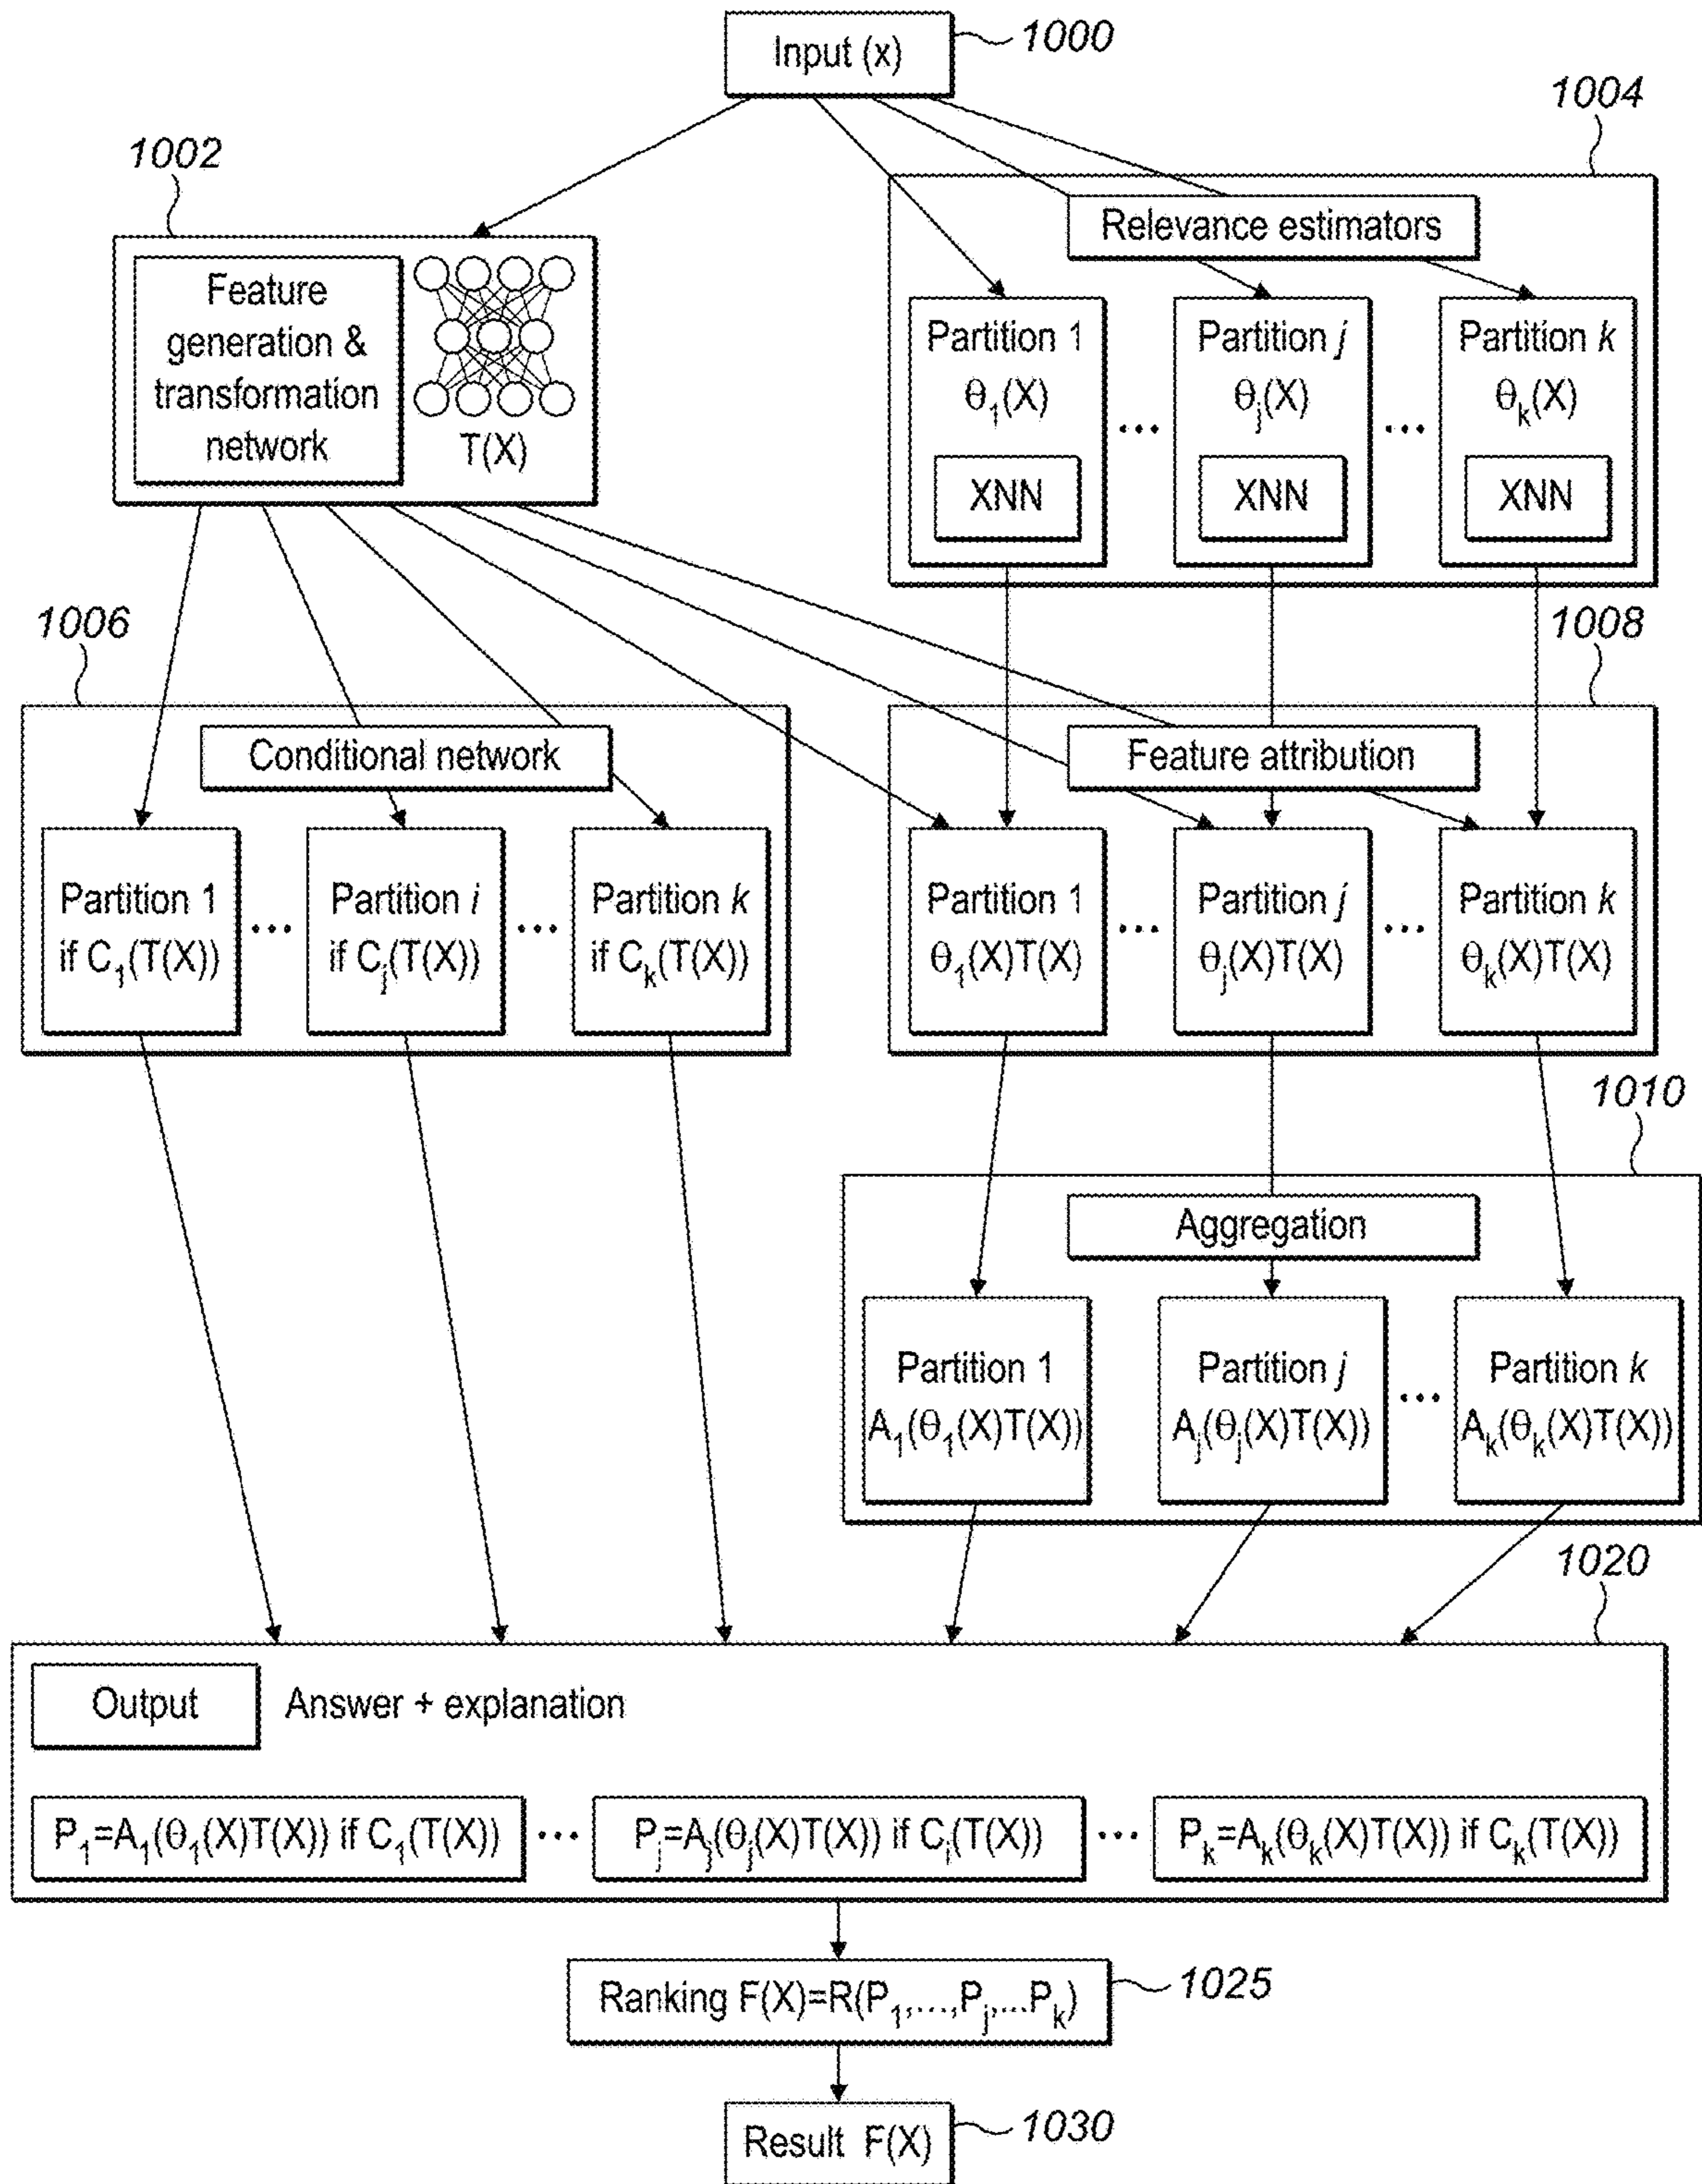 Input (x)
1000
1004
1002
Relevance estimators
Feature
generation &
transformation
network
T(X)
Partition 1
θ₁(X)
XNN
...
Partition j
θⱼ(X)
XNN
...
Partition k
θₖ(X)
XNN
1006
1008
Conditional network
Partition 1
if C₁(T(X))
...
Partition i
if Cⱼ(T(X))
...
Partition k
if Cₖ(T(X))
Feature attribution
Partition 1
θ₁(X)T(X)
...
Partition j
θⱼ(X)T(X)
...
Partition k
θₖ(X)T(X)
1010
Aggregation
Partition 1
A₁(θ₁(X)T(X))
Partition j
Aⱼ(θⱼ(X)T(X))
...
Partition k
Aₖ(θₖ(X)T(X))
1020
Output
Answer + explanation
P₁=A₁(θ₁(X)T(X)) if C₁(T(X))
...
Pⱼ=Aⱼ(θⱼ(X)T(X)) if Cᵢ(T(X))
...
Pₖ=Aₖ(θₖ(X)T(X)) if Cₖ(T(X))
Ranking F(X)=R(P₁,...,Pⱼ,...Pₖ)
1025
Result F(X)
1030